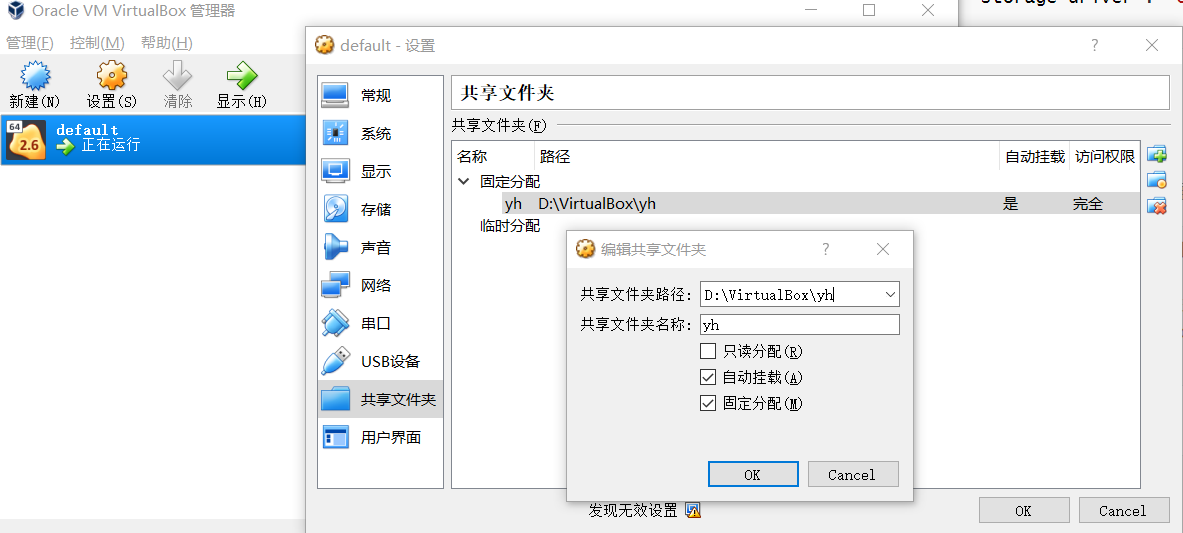 Oracle VM VirtualBox 管理器
管理(F) 控制(M) 帮助(H)
新建(N) 设置(S) 清除 显示(H)
64
2.6
default
正在运行
default - 设置
?
常规
系统
显示
存储
声音
网络
串口
USB设备
共享文件夹
用户界面
共享文件夹
共享文件夹(F)
名称 路径 自动挂载 访问权限
固定分配
yh D:\VirtualBox\yh 是 完全
临时分配
编辑共享文件夹
?
共享文件夹路径: D:\VirtualBox\yh
共享文件夹名称: yh
只读分配(R)
自动挂载(A)
固定分配(M)
OK Cancel
发现无效设置
OK Cancel